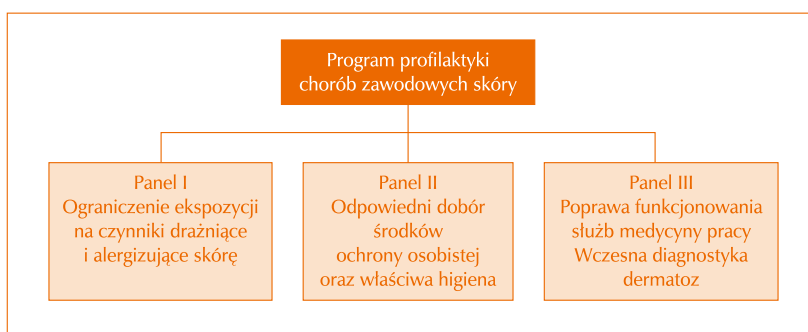 Program profilaktyki
chorób zawodowych skóry
Panel I
Ograniczenie ekspozycji
na czynniki drażniące
i alergizujące skórę
Panel II
Odpowiedni dobór
środków
ochrony osobistej
oraz właściwa higiena
Panel III
Poprawa funkcjonowania
służb medycyny pracy
Wczesna diagnostyka
dermatoz